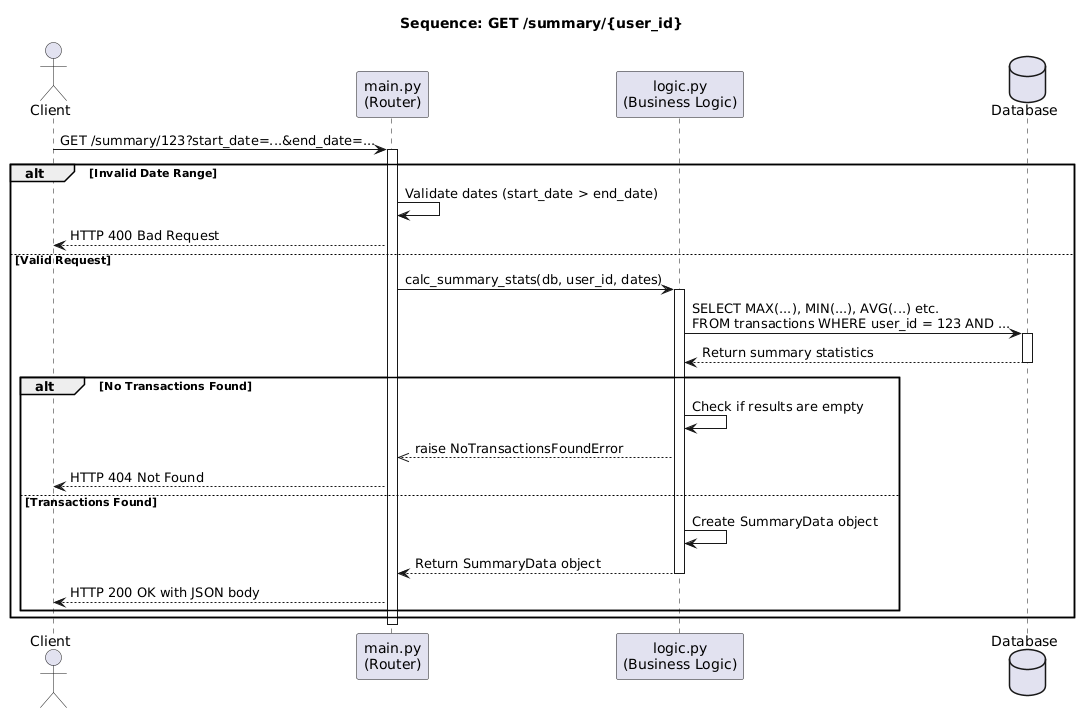 Sequence: GET /summary/{user_id}
Client
main.py
(Router)
logic.py
(Business Logic)
Database
GET /summary/123?start_date=...&end_date=...
alt
[Invalid Date Range]
Validate dates (start_date > end_date)
HTTP 400 Bad Request
[Valid Request]
calc_summary_stats(db, user_id, dates)
SELECT MAX(...), MIN(...), AVG(...) etc.
FROM transactions WHERE user_id = 123 AND ...
Return summary statistics
alt
[No Transactions Found]
Check if results are empty
raise NoTransactionsFoundError
HTTP 404 Not Found
[Transactions Found]
Create SummaryData object
Return SummaryData object
HTTP 200 OK with JSON body
Client
main.py
(Router)
logic.py
(Business Logic)
Database